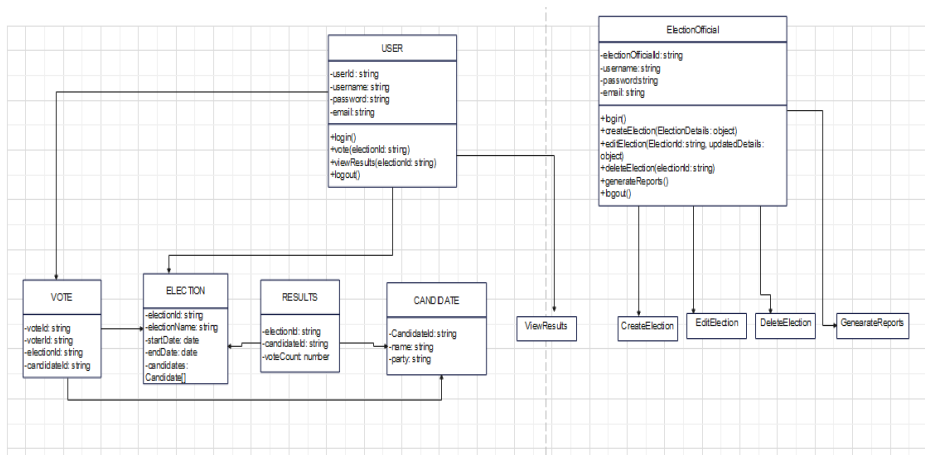 USER
-userId: string
-username: string
-password: string
-email: string
+login()
+vote(electionId: string)
+viewResults(electionId: string)
+logout()
ElectionOfficial
-electionOfficialId: string
-username: string
-password:string
-email: string
+login()
+createElection(ElectionDetails: object)
+editElection(ElectionId: string, updatedDetails:
object)
+deleteElection(electionId: string)
+generateReports()
+logout()
VOTE
-voteId: string
-voterId: string
-electionId: string
-candidateId: string
ELECTION
-electionId: string
-electionName: string
-startDate: date
-endDate: date
-candidates:
Candidate[]
RESULTS
-electionId: string
-candidateId: string
-voteCount: number
CANDIDATE
-CandidateId: string
-name: string
-party: string
ViewResults
CreateElection
EditElection
DeleteElection
GenearateReports